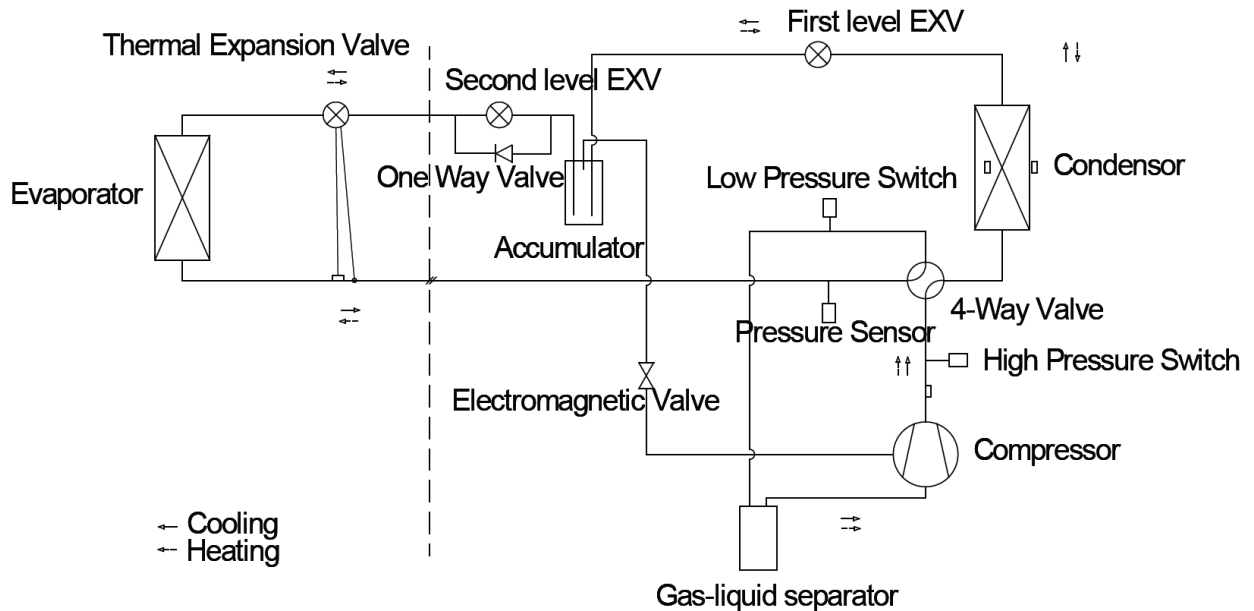 First level EXV
Thermal Expansion Valve
Second level EXV
One Way Valve
Low Pressure Switch
Condensor
Evaporator
Accumulator
4-Way Valve
Pressure Sensor
High Pressure Switch
Electromagnetic Valve
Compressor
Cooling
Heating
Gas-liquid separator